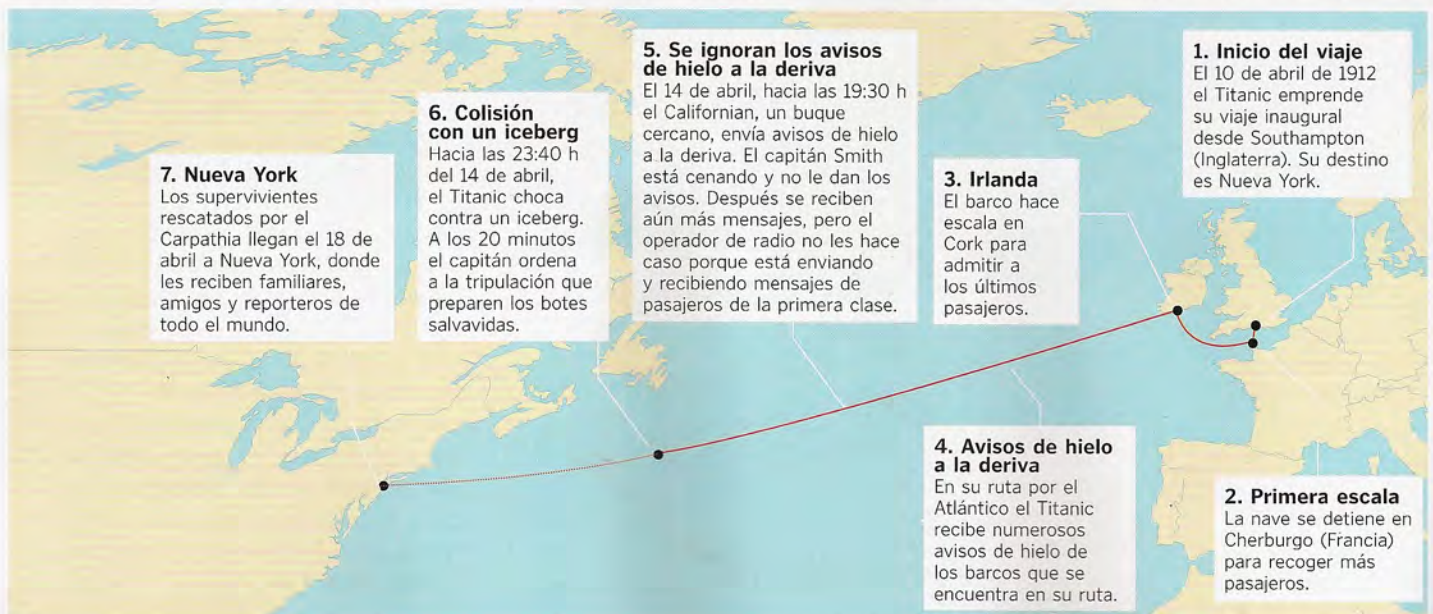 1. Inicio del viaje
El 10 de abril de 1912
el Titanic emprende
su viaje inaugural
desde Southampton
(Inglaterra). Su destino
es Nueva York.
2. Primera escala
La nave se detiene en
Cherburgo (Francia)
para recoger más
pasajeros.
3. Irlanda
El barco hace
escala en
Cork para
admitir a
los últimos
pasajeros.
4. Avisos de hielo
a la deriva
En su ruta por el
Atlántico el Titanic
recibe numerosos
avisos de hielo de
los barcos que se
encuentra en su ruta.
5. Se ignoran los avisos
de hielo a la deriva
El 14 de abril, hacia las 19:30 h
el Californian, un buque
cercano, envía avisos de hielo
a la deriva. El capitán Smith
está cenando y no le dan los
avisos. Después se reciben
aún más mensajes, pero el
operador de radio no les hace
caso porque está enviando
y recibiendo mensajes de
pasajeros de la primera clase.
6. Colisión
con un iceberg
Hacia las 23:40 h
del 14 de abril,
el Titanic choca
contra un iceberg.
A los 20 minutos
el capitán ordena
a la tripulación que
preparen los botes
salvavidas.
7. Nueva York
Los supervivientes
rescatados por el
Carpathia llegan el 18 de
abril a Nueva York, donde
les reciben familiares,
amigos y reporteros de
todo el mundo.